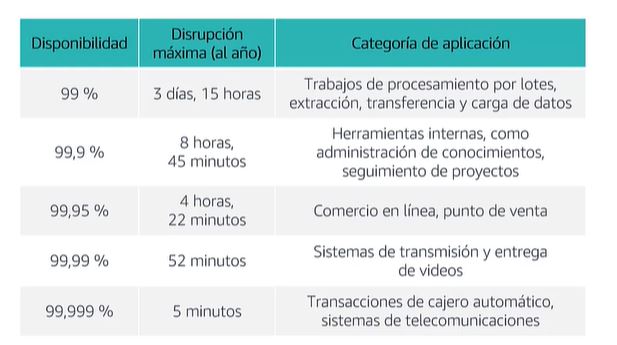 Disponibilidad
Disrupción
máxima (al año)
Categoría de aplicación
99 %
3 días, 15 horas
Trabajos de procesamiento por lotes,
extracción, transferencia y carga de datos
99,9 %
8 horas,
45 minutos
Herramientas internas, como
administración de conocimientos,
seguimiento de proyectos
99,95 %
4 horas,
22 minutos
Comercio en línea, punto de venta
99,99 %
52 minutos
Sistemas de transmisión y entrega
de videos
99,999 %
5 minutos
Transacciones de cajero automático,
sistemas de telecomunicaciones